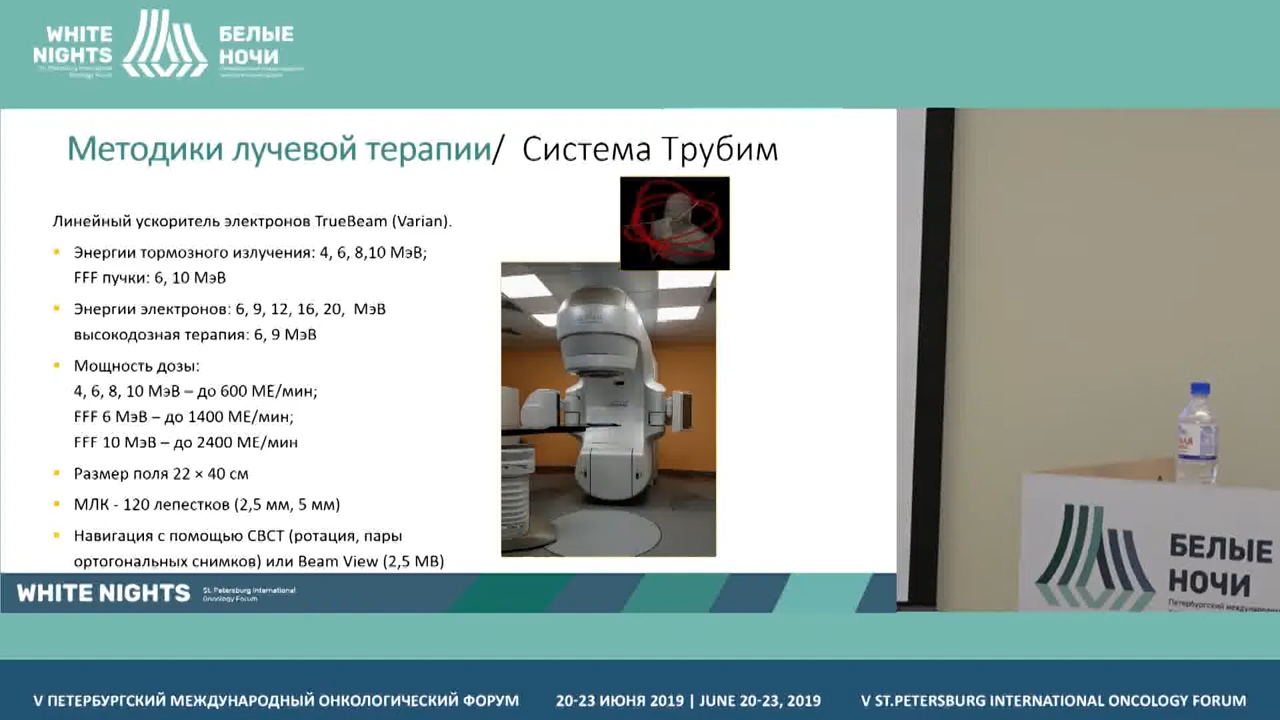 WHITE
NIGHTS
St. Petersburg International
Oncology Forum
БЕЛЫЕ
НОЧИ
Методики лучевой терапии/ Система Трубим
Линейный ускоритель электронов TrueBeam (Varian).
Энергии тормозного излучения: 4, 6, 8,10 МэВ;
FFF пучки: 6, 10 МэВ
Энергии электронов: 6, 9, 12, 16, 20, МэВ
высокодозная терапия: 6, 9 МэВ
Мощность дозы:
4, 6, 8, 10 МэВ – до 600 МЕ/мин;
FFF 6 МэВ – до 1400 МЕ/мин;
FFF 10 МэВ – до 2400 МЕ/мин
Размер поля 22 × 40 см
МЛК - 120 лепестков (2,5 мм, 5 мм)
Навигация с помощью СВСТ (ротация, пары
ортогональных снимков) или Beam View (2,5 МВ)
WHITE NIGHTS
St. Petersburg International
Oncology Forum
БЕЛЫЕ
НОЧИ
Петербургский международный
V ПЕТЕРБУРГСКИЙ МЕЖДУНАРОДНЫЙ ОНКОЛОГИЧЕСКИЙ ФОРУМ 20-23 ИЮНЯ 2019 | JUNE 20-23, 2019 V ST.PETERSBURG INTERNATIONAL ONCOLOGY FORUM